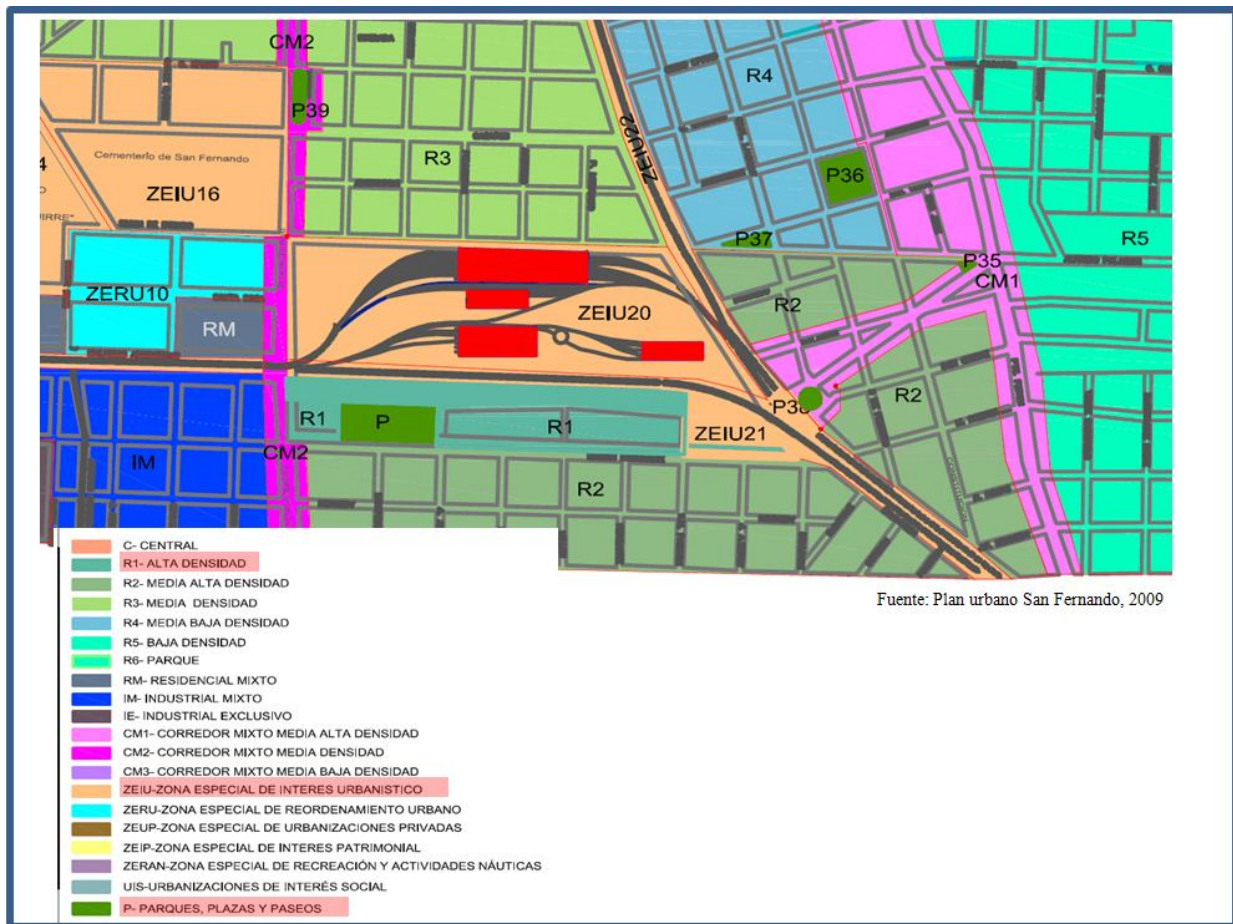 CM2
R4
ZEIU22
P39
Cementerio de San Fernando
R3
4
ZEIU16
P36
UIRRE"
P37
R5
P35
CM1
ZERU10
RM
ZEIU20
R2
P38
R2
R1
P
R1
ZEIU21
CM2
IM
R2
C- CENTRAL
R1- ALTA DENSIDAD
R2- MEDIA ALTA DENSIDAD
R3- MEDIA DENSIDAD
R4- MEDIA BAJA DENSIDAD
R5- BAJA DENSIDAD
R6- PARQUE
RM- RESIDENCIAL MIXTO
IM- INDUSTRIAL MIXTO
IE- INDUSTRIAL EXCLUSIVO
CM1- CORREDOR MIXTO MEDIA ALTA DENSIDAD
CM2- CORREDOR MIXTO MEDIA DENSIDAD
CM3- CORREDOR MIXTO MEDIA BAJA DENSIDAD
ZEIU-ZONA ESPECIAL DE INTERES URBANISTICO
ZERU-ZONA ESPECIAL DE REORDENAMIENTO URBANO
ZEUP-ZONA ESPECIAL DE URBANIZACIONES PRIVADAS
ZEIP-ZONA ESPECIAL DE INTERES PATRIMONIAL
ZERAN-ZONA ESPECIAL DE RECREACIÓN Y ACTIVIDADES NÁUTICAS
UIS-URBANIZACIONES DE INTERÉS SOCIAL
P- PARQUES, PLAZAS Y PASEOS
Fuente: Plan urbano San Fernando, 2009